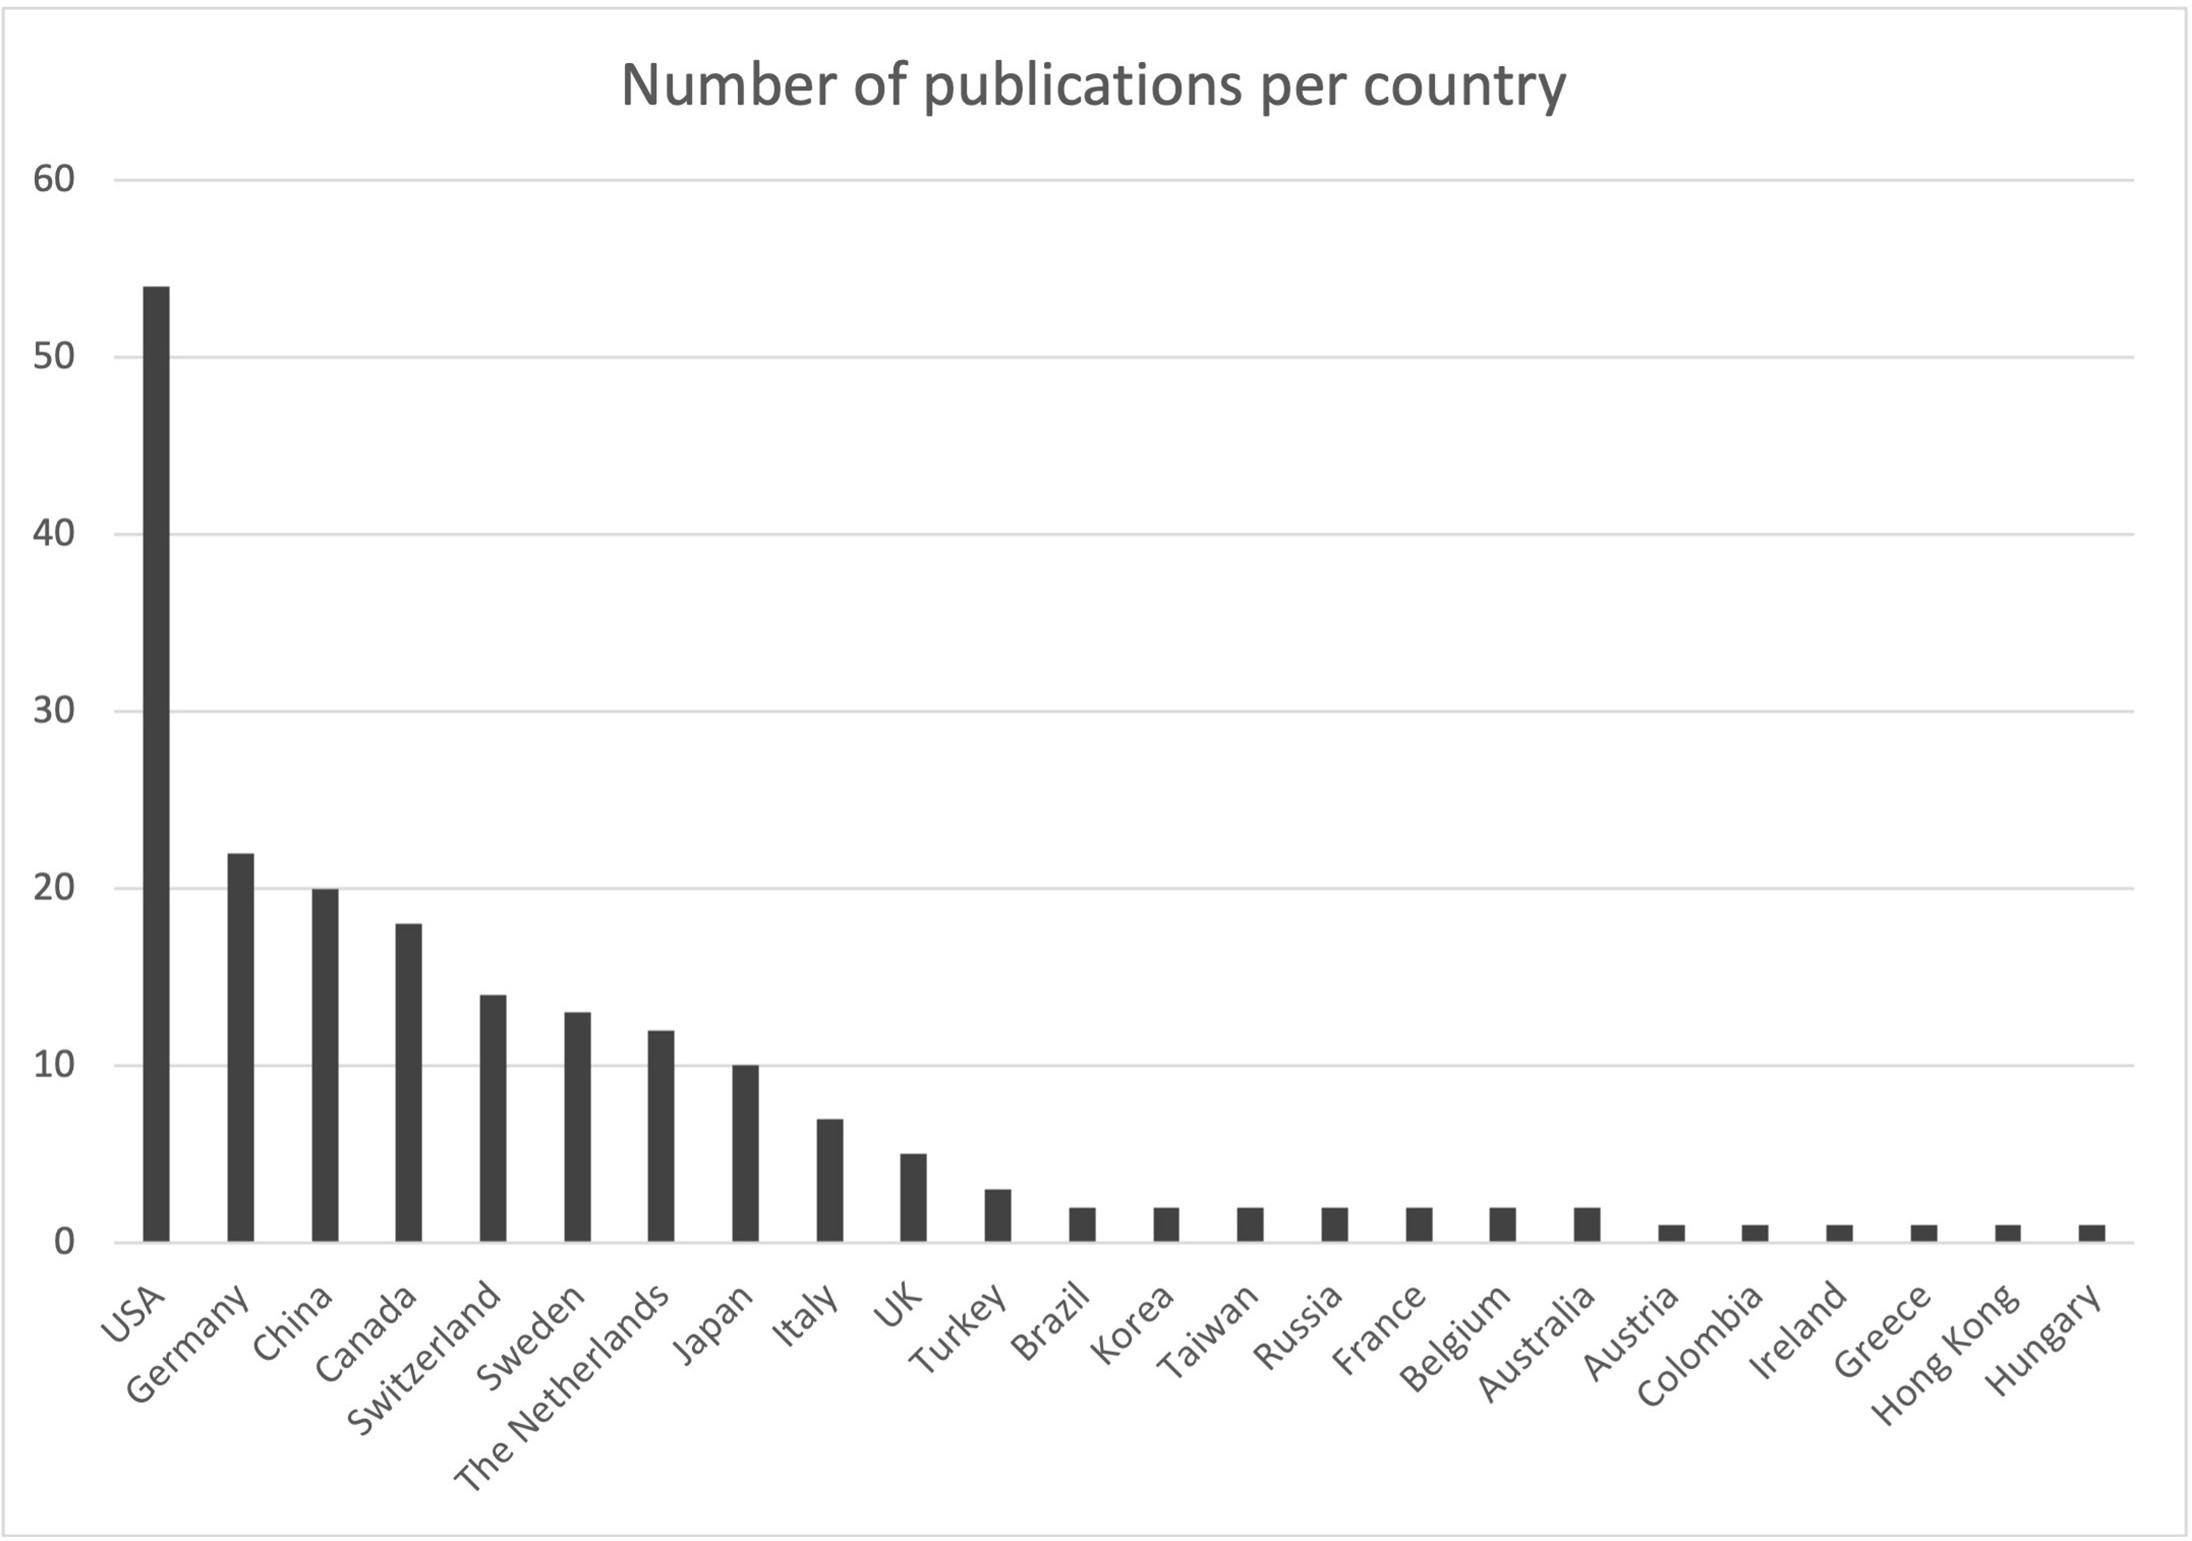 Number of publications per country
60
50
40
30
20
10
0
USA
Germany
China
Canada
Switzerland
Sweden
The Netherlands
Japan
Italy
UK
Turkey
Brazil
Korea
Taiwan
Russia
France
Belgium
Australia
Austria
Colombia
Ireland
Greece
Hong Kong
Hungary